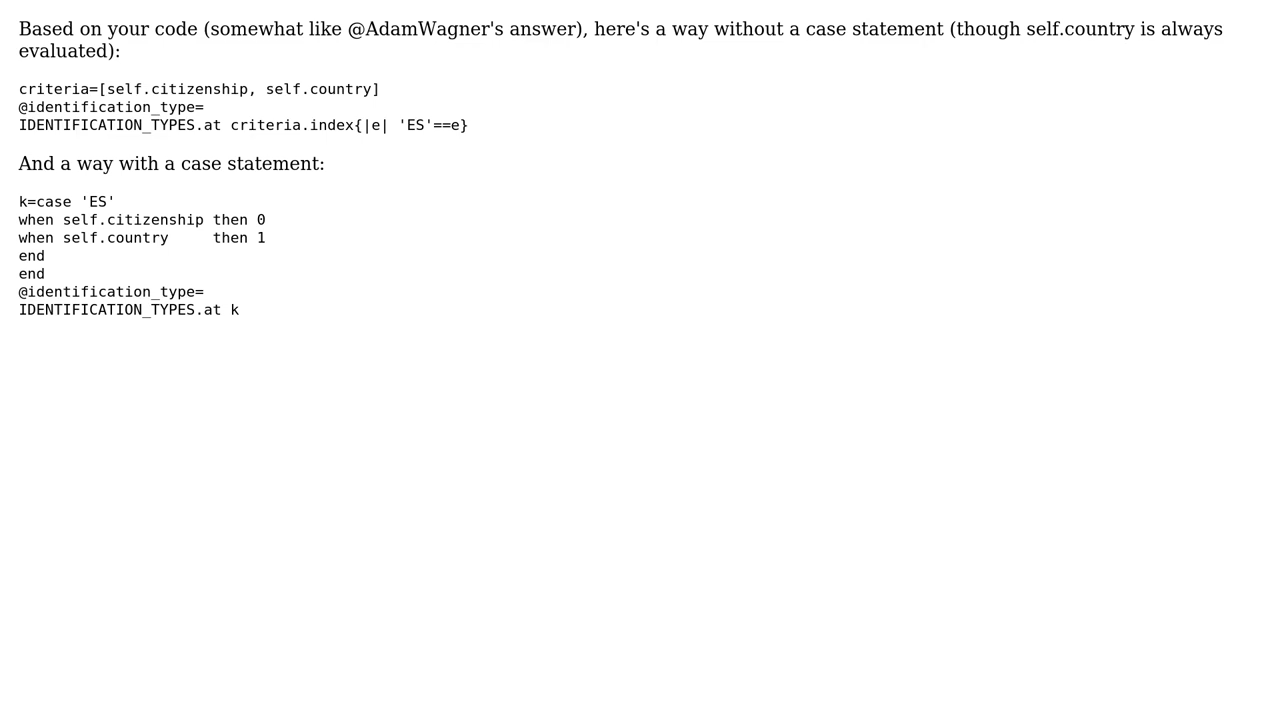 Based on your code (somewhat like @AdamWagner's answer), here's a way without a case statement (though self.country is always
evaluated):
criteria=[self.citizenship, self.country]
@identification_type=
IDENTIFICATION_TYPES.at criteria.index{|e| 'ES'==e}
And a way with a case statement:
k=case 'ES'
when self.citizenship then 0
when self.country     then 1
end
end
@identification_type=
IDENTIFICATION_TYPES.at k